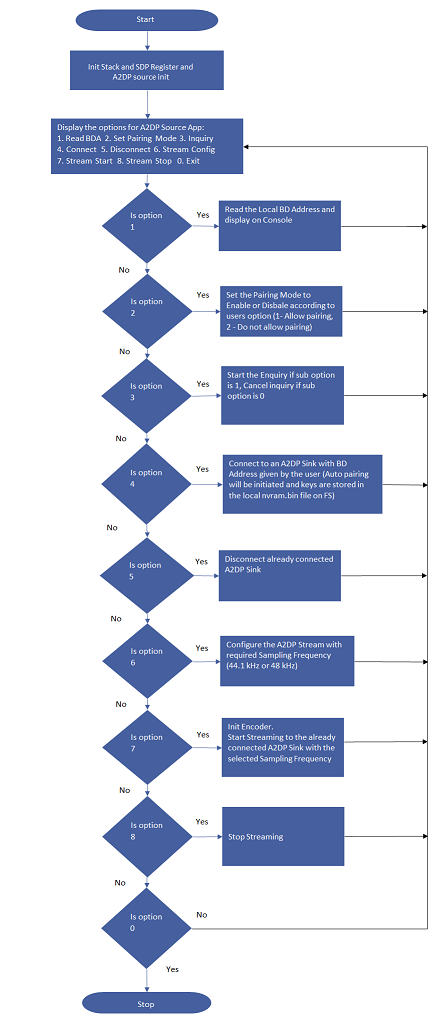 Start
Init Stack and SDP Register and
A2DP source init
Display the options for A2DP Source App:
1. Read BDA 2. Set Pairing Mode 3. Inquiry
4. Connect 5. Disconnect 6. Stream Config
7. Stream Start 8. Stream Stop 0. Exit
Is option
1
Yes
Read the Local BD Address and
display on Console
No
Is option
2
Yes
Set the Pairing Mode to
Enable or Disbale according to
users option (1- Allow pairing,
2 - Do not allow pairing)
No
Is option
3
Yes
Start the Enquiry if sub option
is 1, Cancel inquiry if sub
option is 0
No
Is option
4
Yes
Connect to an A2DP Sink with BD
Address given by the user (Auto pairing
will be initiated and keys are stored in
the local nvram.bin file on FS)
No
Is option
5
Yes
Disconnect already connected
A2DP Sink
No
Is option
6
Yes
Configure the A2DP Stream with
required Sampling Frequency
(44.1 kHz or 48 kHz)
No
Is option
7
Yes
Init Encoder.
Start Streaming to the already
connected A2DP Sink with the
selected Sampling Frequency
No
Is option
8
Yes
Stop Streaming
No
Is option
0
No
Yes
Stop